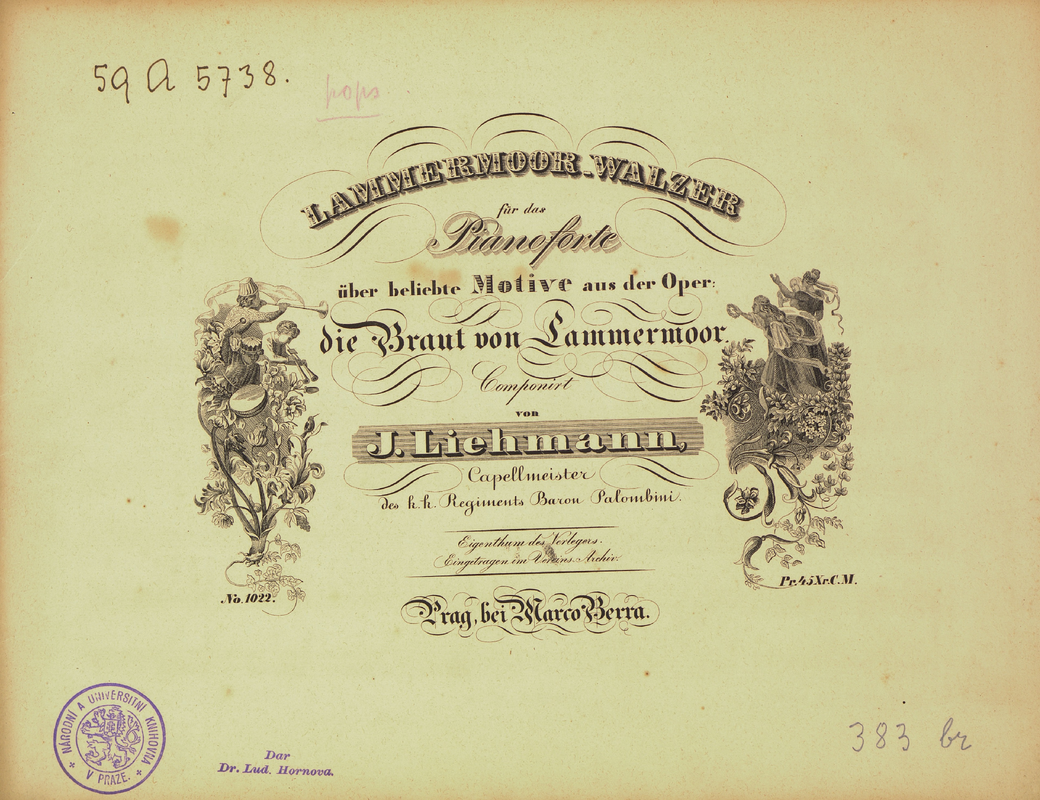 59 A 5738.
pops
LAMMERMOOR-WALZER
für das
Pianoforte
über beliebte Motive aus der Oper:
die Braut von Lammermoor.
Componirt
von
J. Liehmann,
Capellmeister
des k. k. Regiments Baron Palombini.
Eigenthum des Verlegers.
Eingetragen im Vereins-Archiv.
No. 1022.
Pr. 45 Xr. C. M.
Prag, bei Marco Berra.
NÁRODNÍ A UNIVERSITNÍ KNIHOVNA
V PRAZE.
Dar
Dr. Lud. Hornova.
383 br